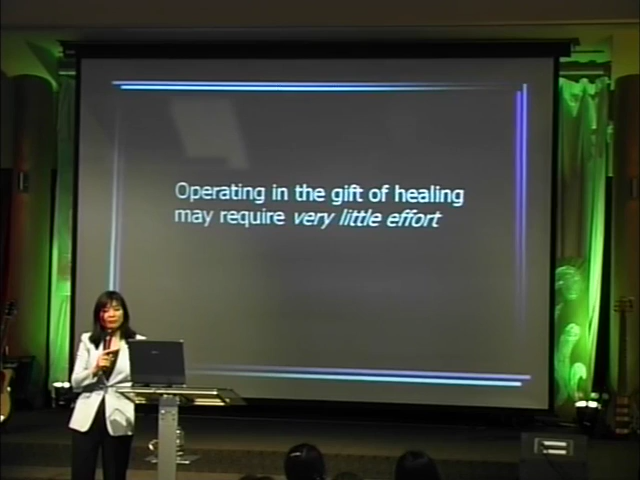 Operating in the gift of healing
may require very little effort